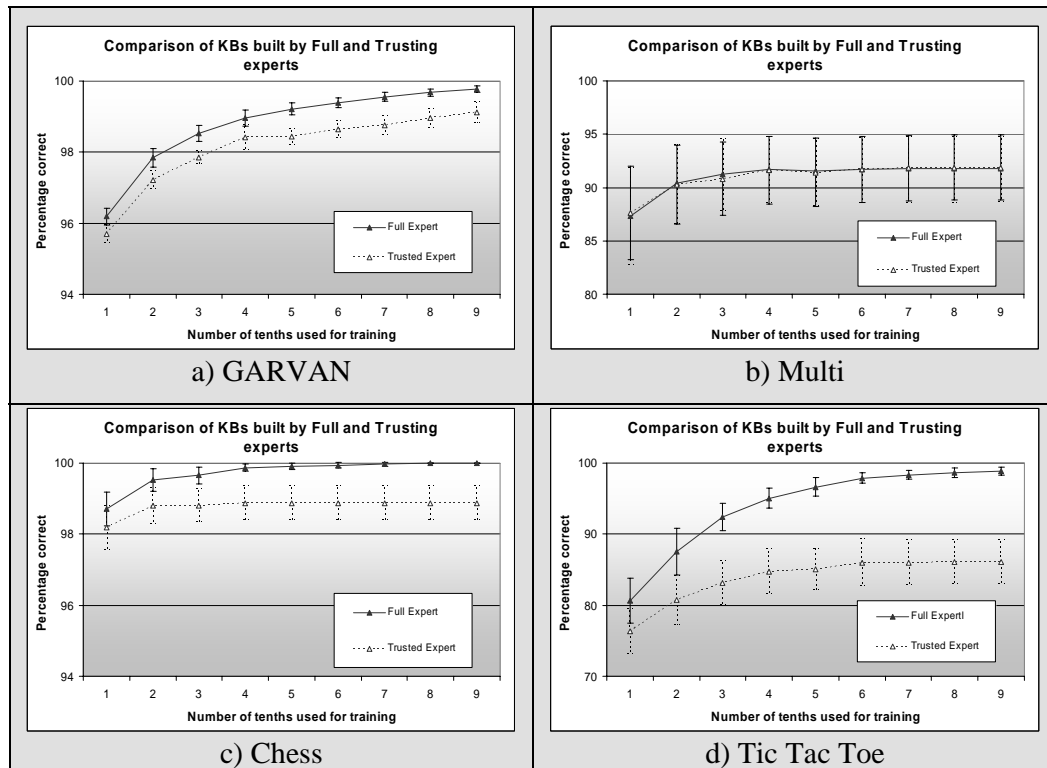 Comparison of KBs built by Full and Trusting
experts
100
98
96
94
Percentage correct
Full Expert
Trusted Expert
1 2 3 4 5 6 7 8 9
Number of tenths used for training
a) GARVAN
Comparison of KBs built by Full and Trusting
experts
100
95
90
85
80
Percentage correct
Full Expert
Trusted Expert
1 2 3 4 5 6 7 8 9
Number of tenths used for training
b) Multi
Comparison of KBs built by Full and Trusting
experts
100
98
96
94
Percentage correct
Full Expert
Trusted Expert
1 2 3 4 5 6 7 8 9
Number of tenths used for training
c) Chess
Comparison of KBs built by Full and Trusting
experts
100
90
80
70
Percentage correct
Full Expertl
Trusted Expert
1 2 3 4 5 6 7 8 9
Number of tenths used for training
d) Tic Tac Toe